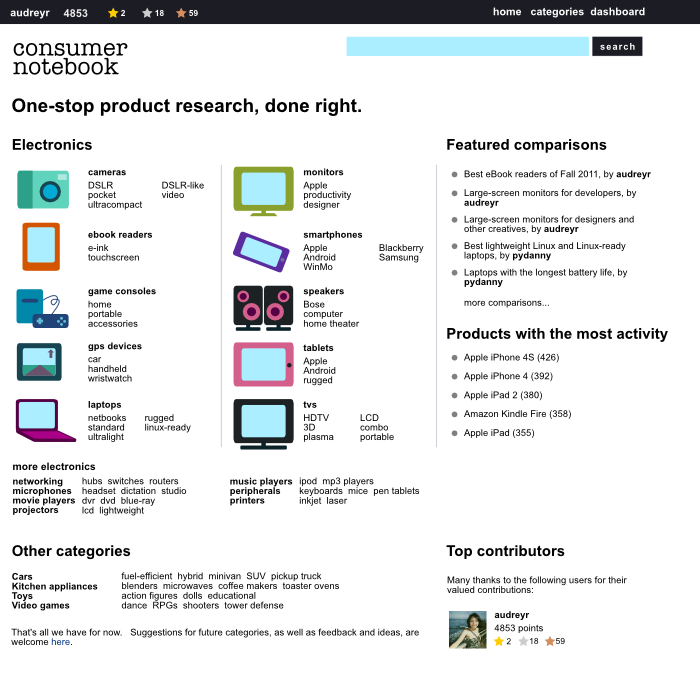 audreyr 4853 2 18 59 home categories dashboard
consumer
notebook
search
One-stop product research, done right.
Electronics
cameras
DSLR DSLR-like
pocket video
ultracompact
ebook readers
e-ink
touchscreen
game consoles
home
portable
accessories
gps devices
car
handheld
wristwatch
laptops
netbooks rugged
standard linux-ready
ultralight
monitors
Apple
productivity
designer
smartphones
Apple Blackberry
Android Samsung
WinMo
speakers
Bose
computer
home theater
tablets
Apple
Android
rugged
tvs
HDTV LCD
3D combo
plasma portable
more electronics
networking hubs switches routers
microphones headset dictation studio
movie players dvr dvd blue-ray
projectors lcd lightweight
music players ipod mp3 players
peripherals keyboards mice pen tablets
printers inkjet laser
Featured comparisons
Best eBook readers of Fall 2011, by audreyr
Large-screen monitors for developers, by
audreyr
Large-screen monitors for designers and
other creatives, by audreyr
Best lightweight Linux and Linux-ready
laptops, by pydanny
Laptops with the longest battery life, by
pydanny
more comparisons...
Products with the most activity
Apple iPhone 4S (426)
Apple iPhone 4 (392)
Apple iPad 2 (380)
Amazon Kindle Fire (358)
Apple iPad (355)
Other categories
Cars fuel-efficient hybrid minivan SUV pickup truck
Kitchen appliances blenders microwaves coffee makers toaster ovens
Toys action figures dolls educational
Video games dance RPGs shooters tower defense
That's all we have for now. Suggestions for future categories, as well as feedback and ideas, are
welcome here.
Top contributors
Many thanks to the following users for their
valued contributions:
audreyr
4853 points
2 18 59